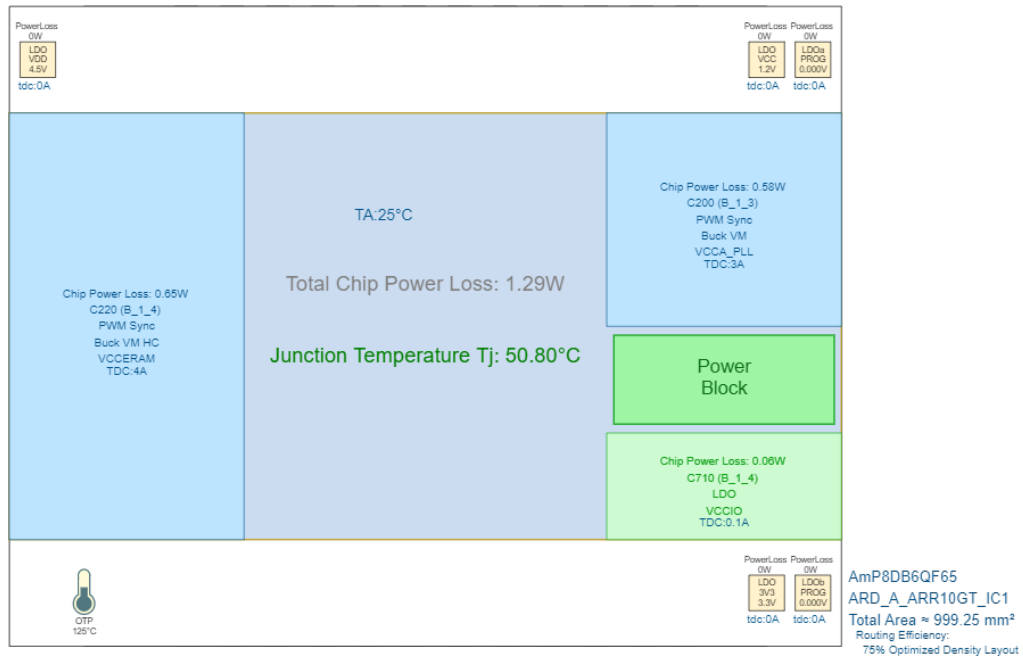 PowerLoss
0W
LDO
VDD
4.5V
tdc:0A
PowerLoss PowerLoss
0W 0W
LDO LDOa
VCC PROG
1.2V 0.000V
tdc:0A tdc:0A
Chip Power Loss: 0.65W
C220 (B_1_4)
PWM Sync
Buck VM HC
VCCERAM
TDC:4A
TA:25°C
Total Chip Power Loss: 1.29W
Junction Temperature Tj: 50.80°C
Chip Power Loss: 0.58W
C200 (B_1_3)
PWM Sync
Buck VM
VCCA_PLL
TDC:3A
Power
Block
Chip Power Loss: 0.06W
C710 (B_1_4)
LDO
VCCIO
TDC:0.1A
OTP
125°C
PowerLoss PowerLoss
0W 0W
LDO LDOb
3V3 PROG
3.3V 0.000V
tdc:0A tdc:0A
AmP8DB6QF65
ARD_A_ARR10GT_IC1
Total Area ≈ 999.25 mm²
Routing Efficiency:
75% Optimized Density Layout